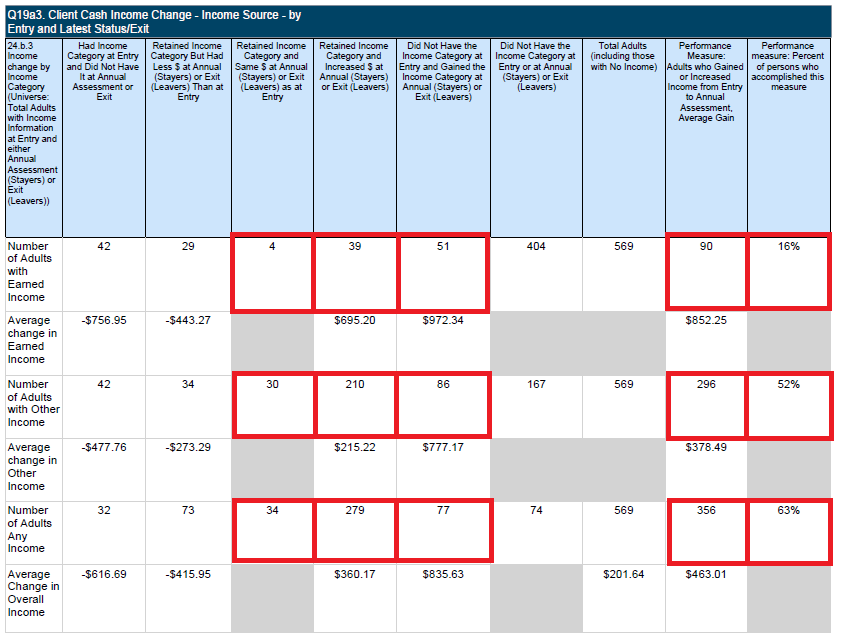 Q19a3. Client Cash Income Change - Income Source - by
Entry and Latest Status/Exit
24.b.3
Income
change by
Income
Category
(Universe:
Total Adults
with Income
Information
at Entry and
either
Annual
Assessment
(Stayers) or
Exit
(Leavers))
Had Income
Category at Entry
and Did Not Have
It at Annual
Assessment or
Exit
Retained Income
Category But Had
Less $ at Annual
(Stayers) or Exit
(Leavers) Than at
Entry
Retained Income
Category and
Same $ at Annual
(Stayers) or Exit
(Leavers) as at
Entry
Retained Income
Category and
Increased $ at
Annual (Stayers)
or Exit (Leavers)
Did Not Have the
Income Category at
Entry and Gained the
Income Category at
Annual (Stayers) or
Exit (Leavers)
Did Not Have the
Income Category at
Entry or at Annual
(Stayers) or Exit
(Leavers)
Total Adults
(including those
with No Income)
Performance
Measure:
Adults who Gained
or Increased
Income from Entry
to Annual
Assessment,
Average Gain
Performance
measure: Percent
of persons who
accomplished this
measure
Number
of Adults
with
Earned
Income
42 29 4 39 51 404 569 90 16%
Average
change in
Earned
Income
-$756.95 -$443.27 $695.20 $972.34 $852.25
Number
of Adults
with Other
Income
42 34 30 210 86 167 569 296 52%
Average
change in
Other
Income
-$477.76 -$273.29 $215.22 $777.17 $378.49
Number
of Adults
Any
Income
32 73 34 279 77 74 569 356 63%
Average
Change in
Overall
Income
-$616.69 -$415.95 $360.17 $835.63 $201.64 $463.01